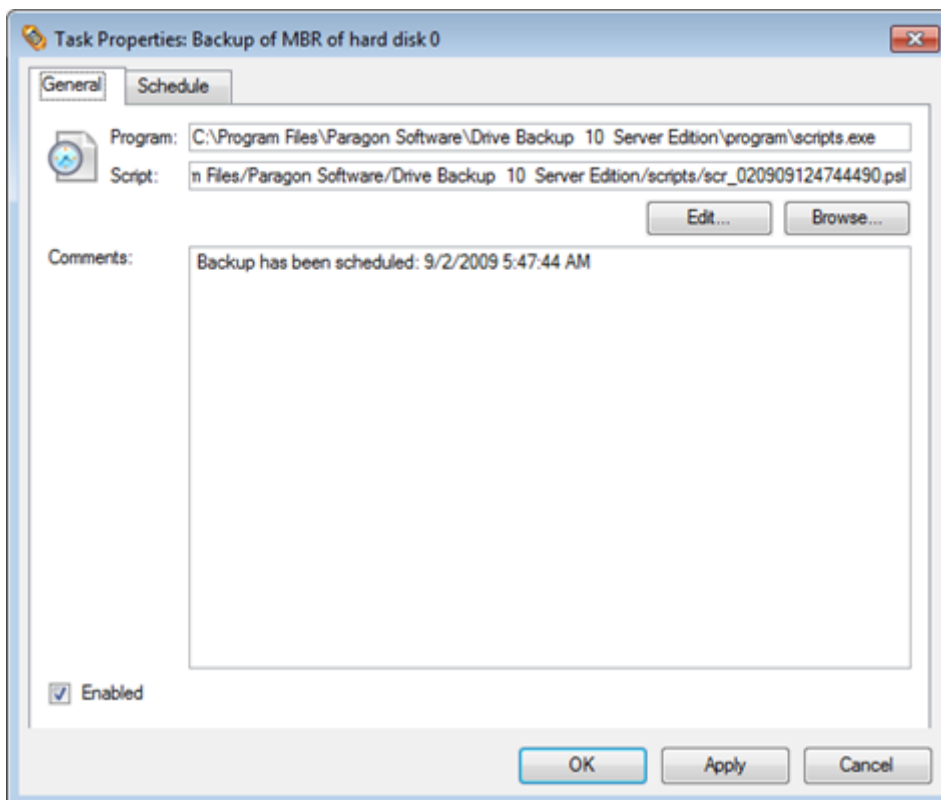 Task Properties: Backup of MBR of hard disk 0
General Schedule
Program: C:\Program Files\Paragon Software\Drive Backup  10  Server Edition\program\scripts.exe
Script: n Files/Paragon Software/Drive Backup  10  Server Edition/scripts/scr_020909124744490.psl
Edit... Browse...
Comments: Backup has been scheduled: 9/2/2009 5:47:44 AM
Enabled
OK Apply Cancel